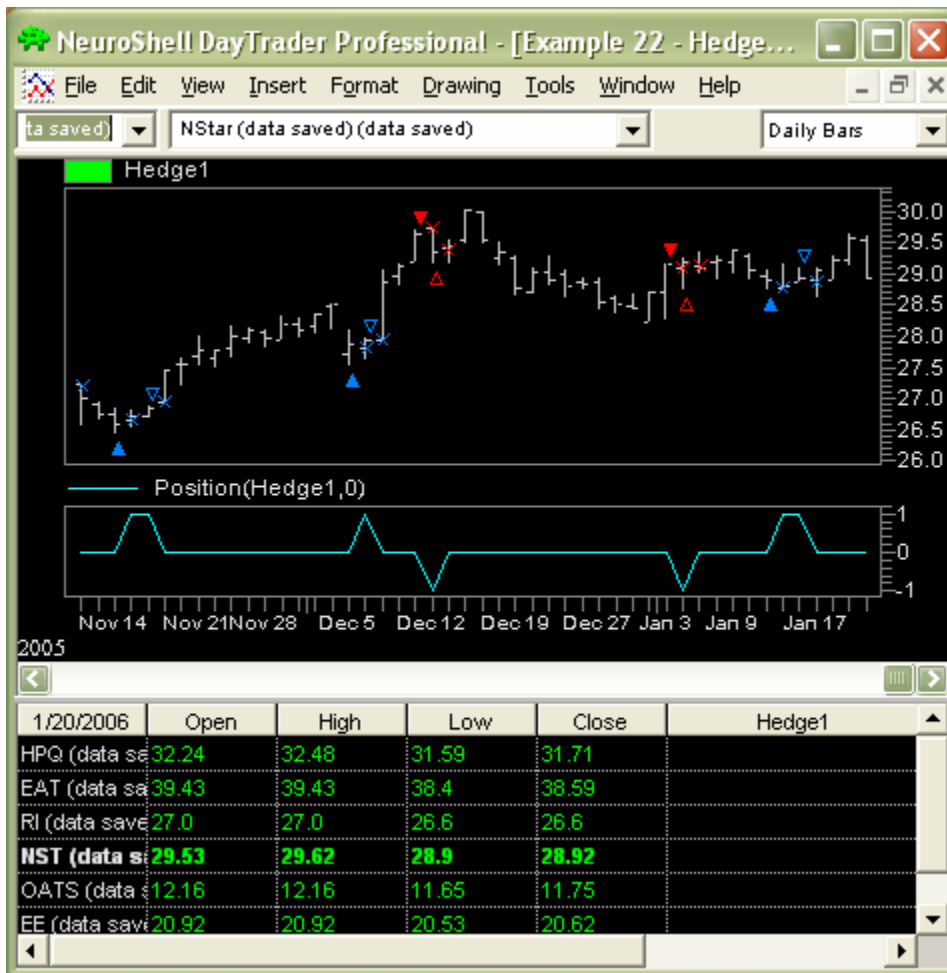 NeuroShell DayTrader Professional - [Example 22 - Hedge...
File Edit View Insert Format Drawing Tools Window Help
ta saved) NStar (data saved) (data saved) Daily Bars
Hedge1
30.0
29.5
29.0
28.5
28.0
27.5
27.0
26.5
26.0
Position(Hedge1,0)
1
0
-1
Nov 14 Nov 21 Nov 28 Dec 5 Dec 12 Dec 19 Dec 27 Jan 3 Jan 9 Jan 17
2005
1/20/2006 Open High Low Close Hedge1
HPQ (data sa 32.24 32.48 31.59 31.71
EAT (data sa 39.43 39.43 38.4 38.59
RI (data save 27.0 27.0 26.6 26.6
NST (data s 29.53 29.62 28.9 28.92
OATS (data s 12.16 12.16 11.65 11.75
EE (data save 20.92 20.92 20.53 20.62